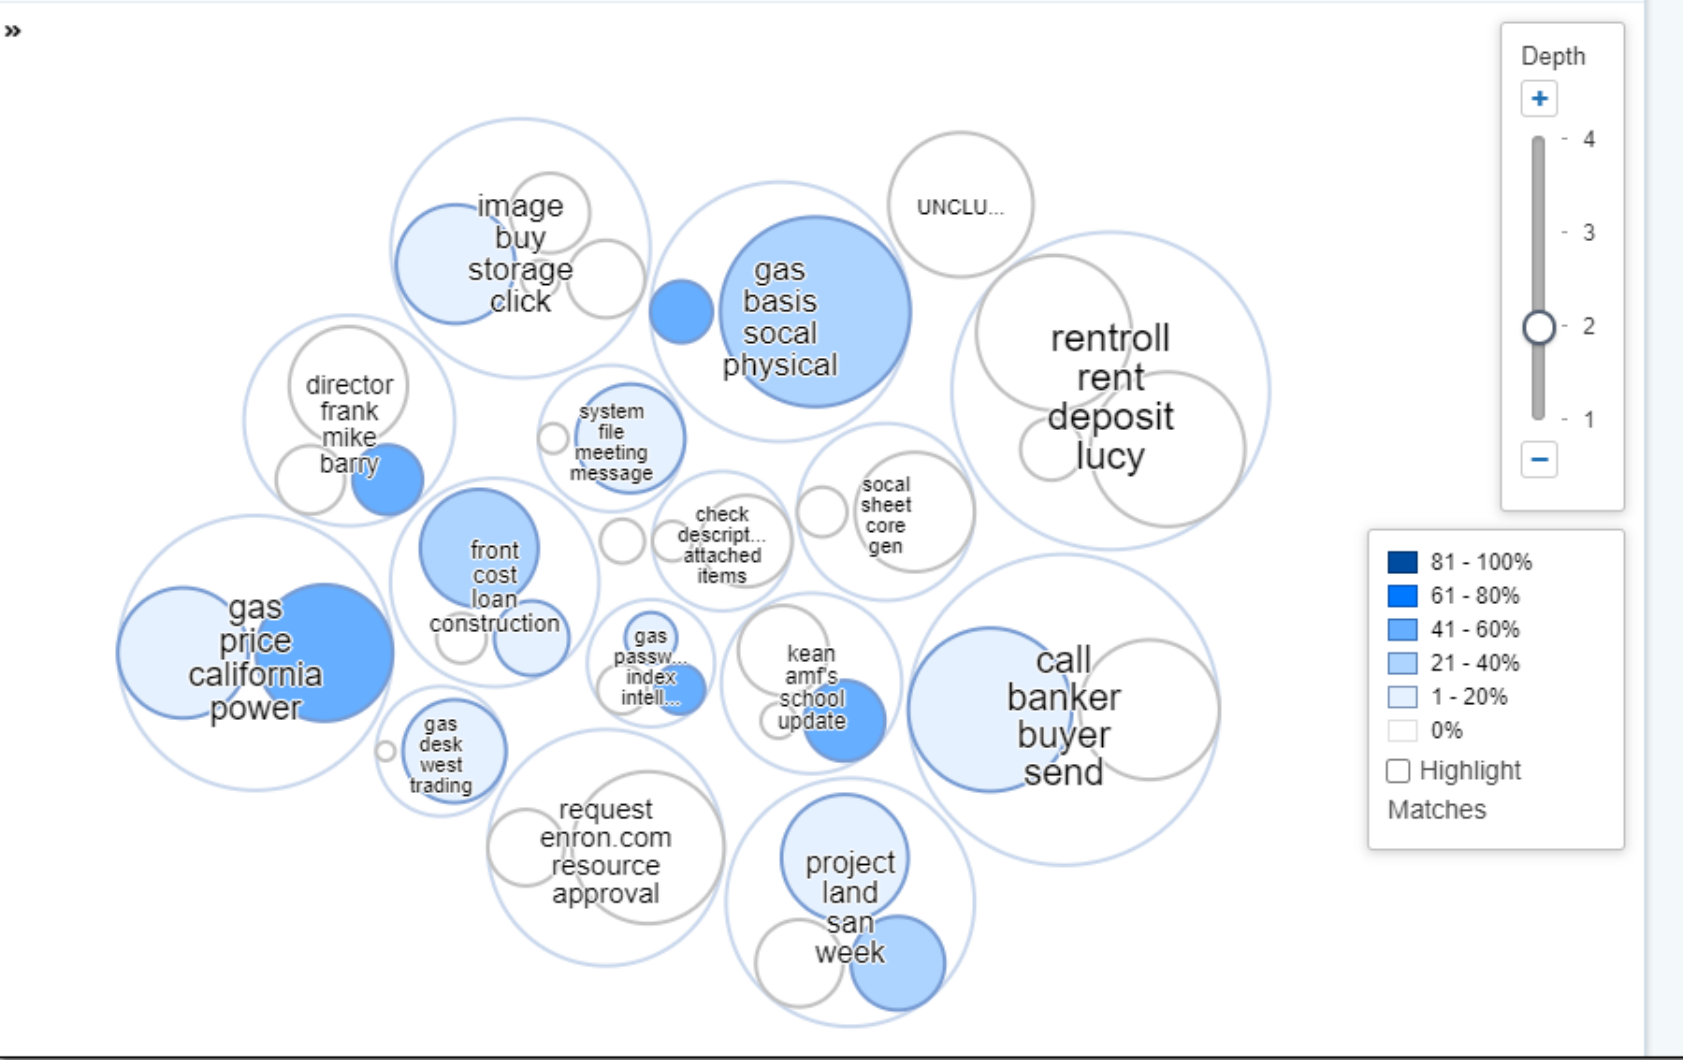 »
image
buy
storage
click
gas
basis
socal
physical
UNCLU...
rentroll
rent
deposit
lucy
director
frank
mike
barry
system
file
meeting
message
check
descript...
attached
items
socal
sheet
core
gen
front
cost
loan
construction
gas
price
california
power
gas
passw...
index
intell...
kean
amf's
school
update
call
banker
buyer
send
gas
desk
west
trading
request
enron.com
resource
approval
project
land
san
week
Depth
+
- 4
- 3
- 2
- 1
−
81 - 100%
61 - 80%
41 - 60%
21 - 40%
1 - 20%
0%
Highlight
Matches